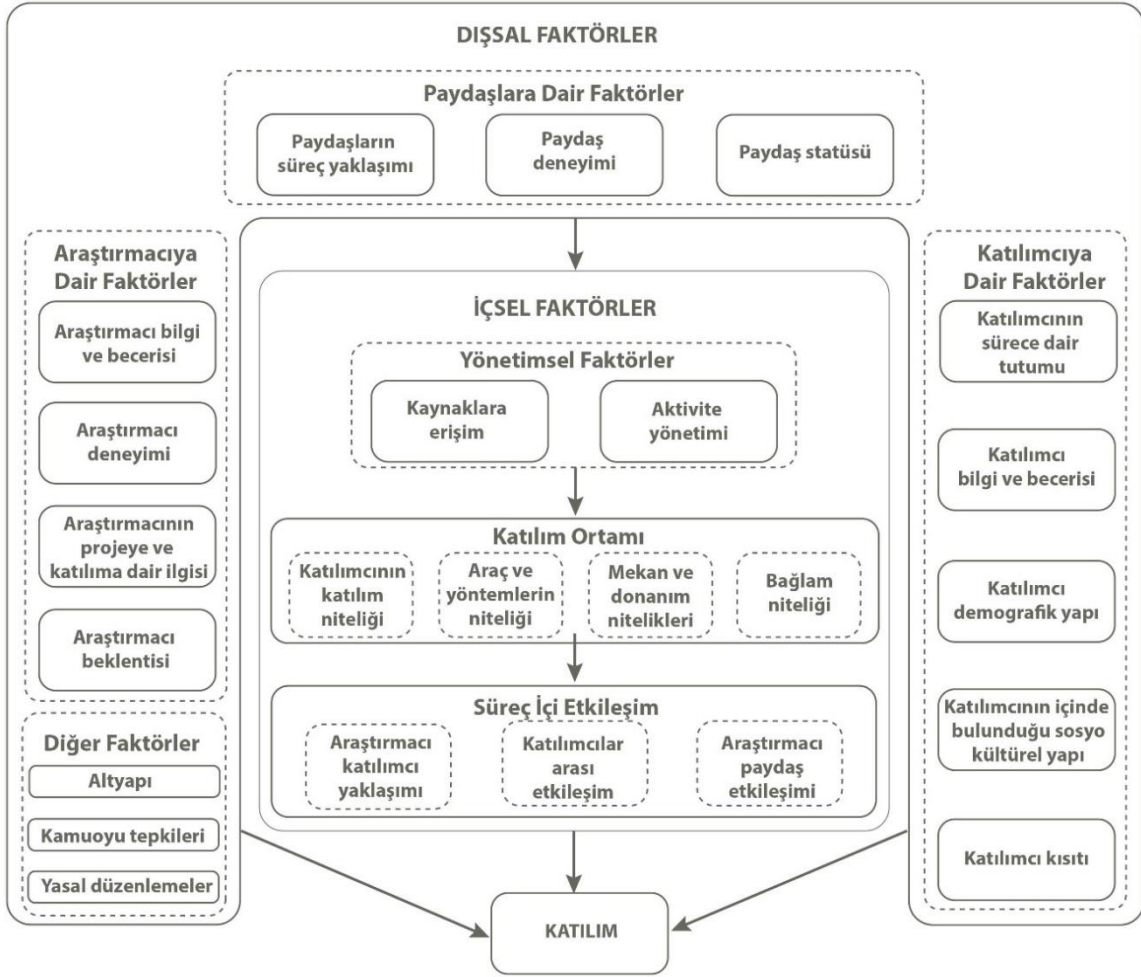 DIŞSAL FAKTÖRLER
Paydaşlara Dair Faktörler
Paydaşların
süreç yaklaşımı
Paydaş
deneyimi
Paydaş statüsü
Araştırmacıya
Dair Faktörler
Araştırmacı bilgi
ve becerisi
Araştırmacı
deneyimi
Araştırmacının
projeye ve
katılıma dair ilgisi
Araştırmacı
beklentisi
Diğer Faktörler
Altyapı
Kamuoyu tepkileri
Yasal düzenlemeler
İÇSEL FAKTÖRLER
Yönetimsel Faktörler
Kaynaklara
erişim
Aktivite
yönetimi
Katılım Ortamı
Katılımcının
katılım
niteliği
Araç ve
yöntemlerin
niteliği
Mekan ve
donanım
nitelikleri
Bağlam
niteliği
Süreç İçi Etkileşim
Araştırmacı
katılımcı
yaklaşımı
Katılımcılar
arası
etkileşim
Araştırmacı
paydaş
etkileşimi
Katılımcıya
Dair Faktörler
Katılımcının
sürece dair
tutumu
Katılımcı
bilgi ve becerisi
Katılımcı
demografik yapı
Katılımcının içinde
bulunduğu sosyo
kültürel yapı
Katılımcı kısıtı
KATILIM